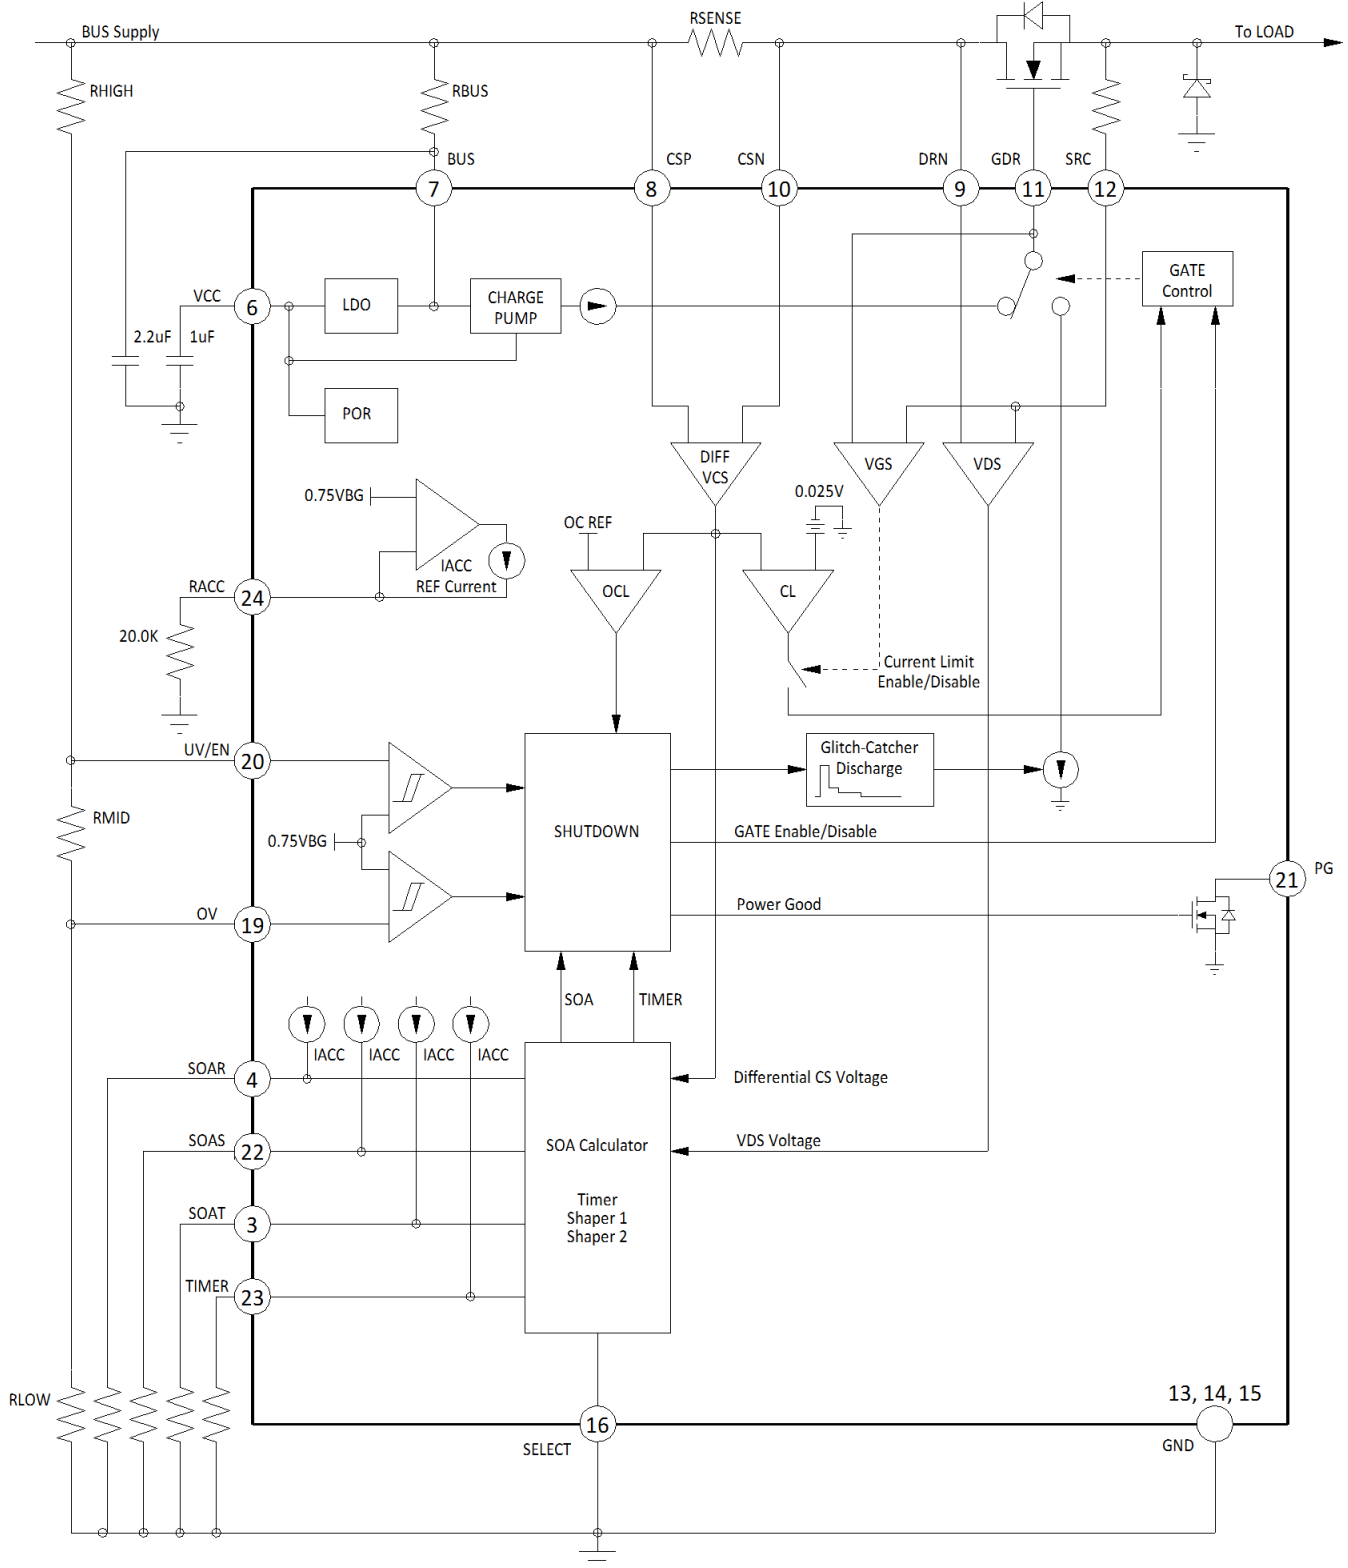 BUS Supply
RSENSE
To LOAD
RHIGH
RBUS
BUS
CSP
CSN
DRN
GDR
SRC
7
8
10
9
11
12
VCC
6
LDO
CHARGE
PUMP
GATE
Control
2.2uF
1uF
POR
DIFF
VCS
VGS
VDS
0.75VBG
0.025V
OC REF
IACC
REF Current
RACC
24
OCL
CL
20.0K
Current Limit
Enable/Disable
UV/EN
20
Glitch-Catcher
Discharge
RMID
0.75VBG
SHUTDOWN
GATE Enable/Disable
PG
21
OV
19
Power Good
SOA
TIMER
IACC
IACC
IACC
IACC
SOAR
4
Differential CS Voltage
SOAS
22
SOA Calculator
VDS Voltage
SOAT
3
Timer
Shaper 1
Shaper 2
TIMER
23
RLOW
13, 14, 15
16
SELECT
GND